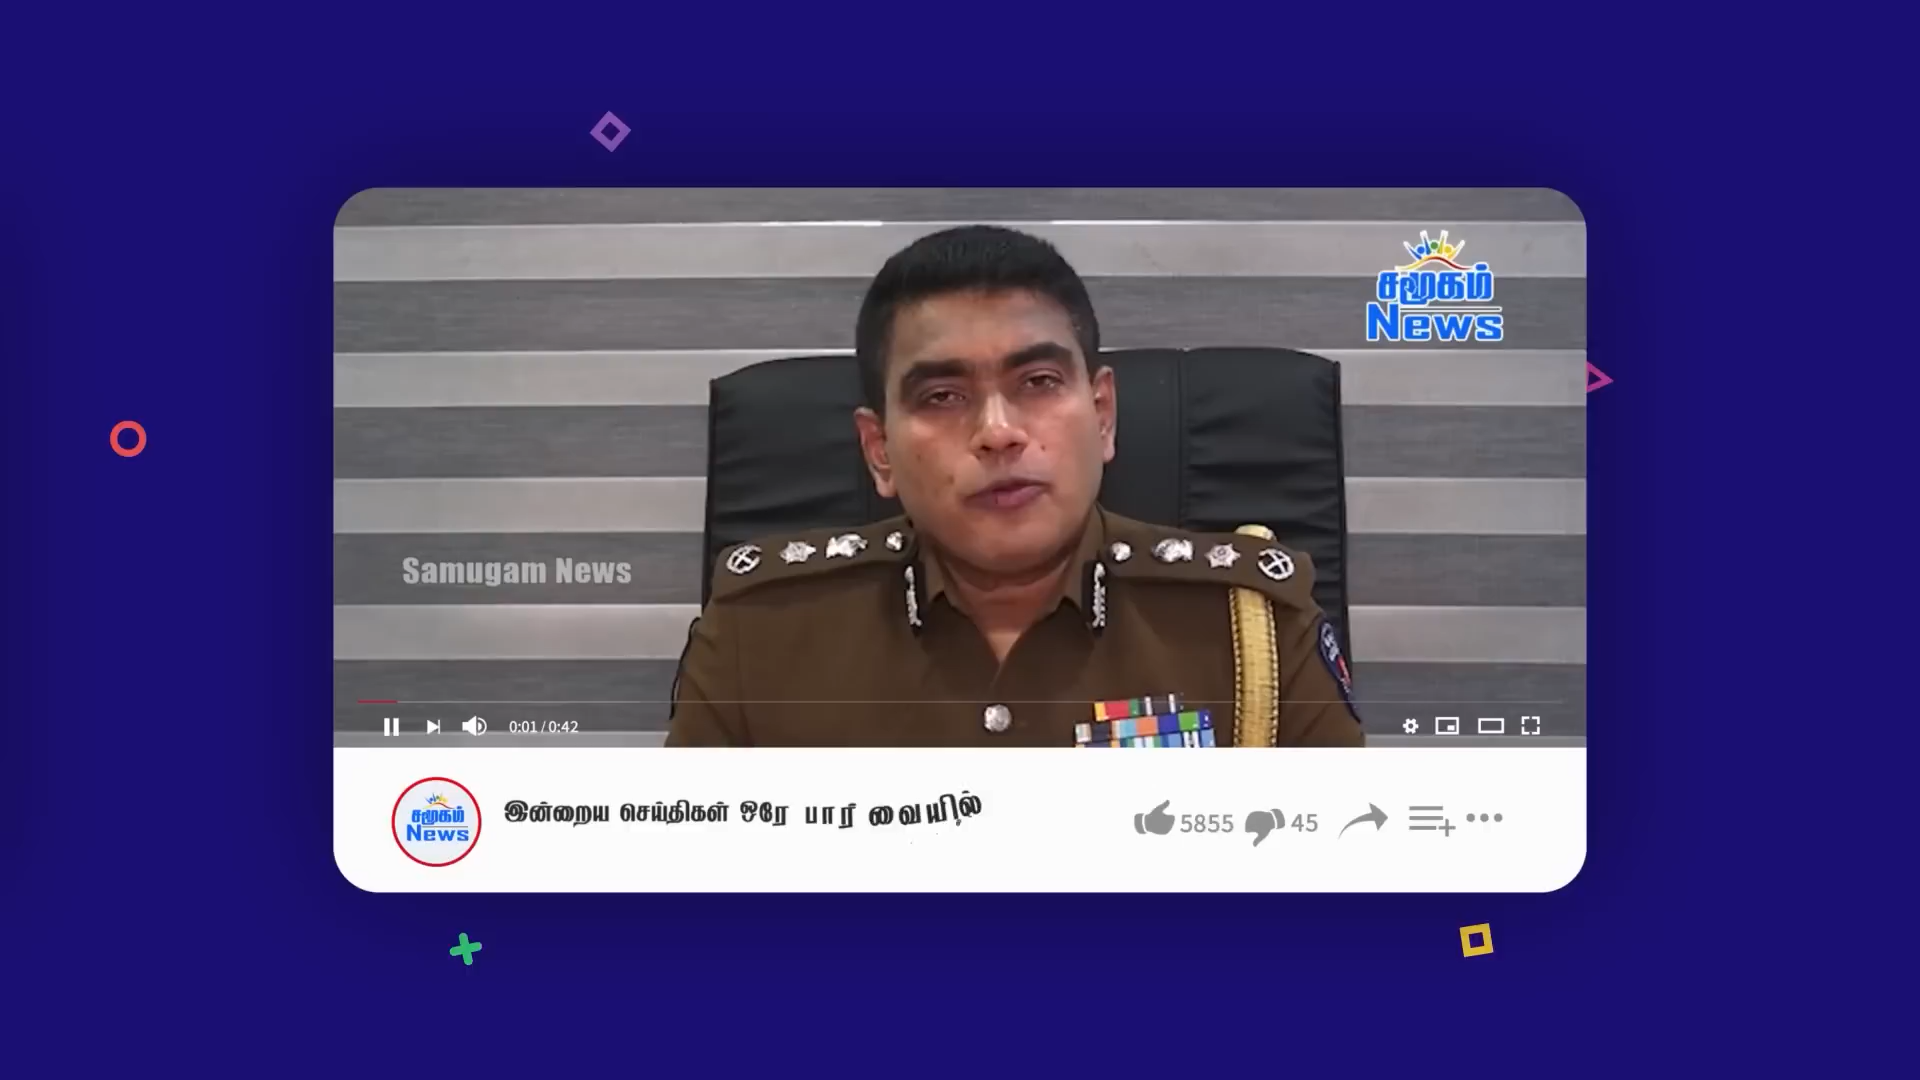 சமூகம்
News
Samugam News
0:01 / 0:42
சமூகம்
News
இன்றைய செய்திகள் ஒரே பார் வையில்
5855
45